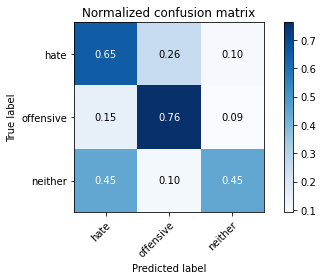 Normalized confusion matrix
True label
hate 0.65 0.26 0.10
offensive 0.15 0.76 0.09
neither 0.45 0.10 0.45
hate offensive neither
Predicted label
0.7
0.6
0.5
0.4
0.3
0.2
0.1